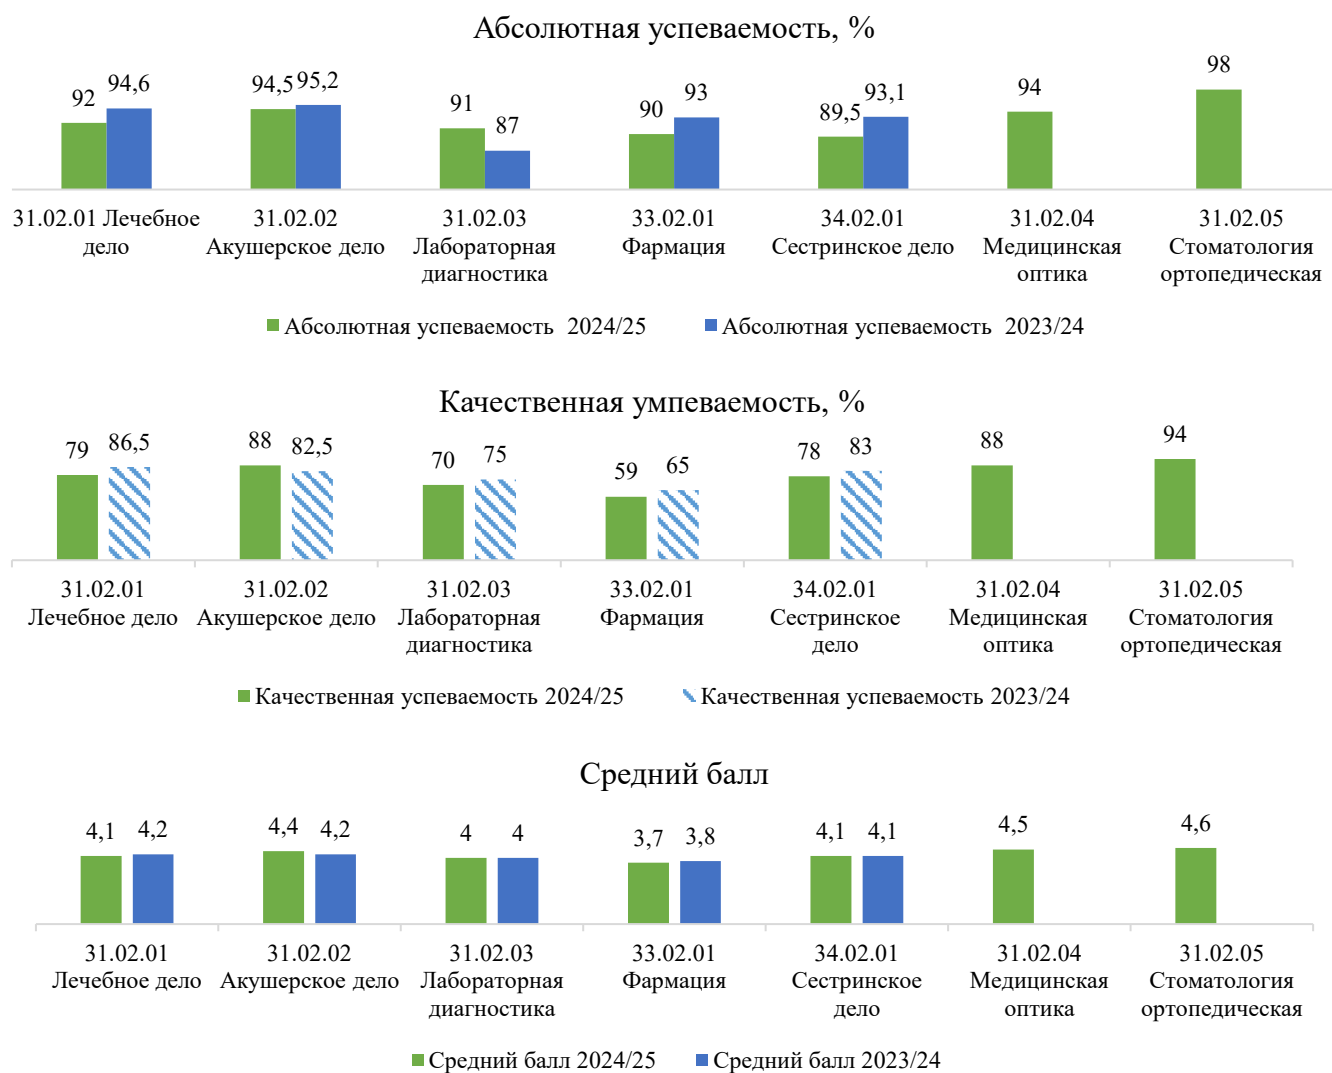 Абсолютная успеваемость, %
92 94,6 94,5 95,2 91 87 90 93 89,5 93,1 94 98
31.02.01 Лечебное 31.02.02 31.02.03 33.02.01 34.02.01 31.02.04 31.02.05
дело Акушерское дело Лабораторная Фармация Сестринское дело Медицинская Стоматология
диагностика оптика ортопедическая
Абсолютная успеваемость 2024/25 Абсолютная успеваемость 2023/24
Качественная умпеваемость, %
79 86,5 88 82,5 70 75 59 65 78 83 88 94
31.02.01 31.02.02 31.02.03 33.02.01 34.02.01 31.02.04 31.02.05
Лечебное дело Акушерское дело Лабораторная Фармация Сестринское Медицинская Стоматология
диагностика дело оптика ортопедическая
Качественная успеваемость 2024/25 Качественная успеваемость 2023/24
Средний балл
4,1 4,2 4,4 4,2 4 4 3,7 3,8 4,1 4,1 4,5 4,6
31.02.01 31.02.02 31.02.03 33.02.01 34.02.01 31.02.04 31.02.05
Лечебное дело Акушерское дело Лабораторная Фармация Сестринское Медицинская Стоматология
диагностика дело оптика ортопедическая
Средний балл 2024/25 Средний балл 2023/24